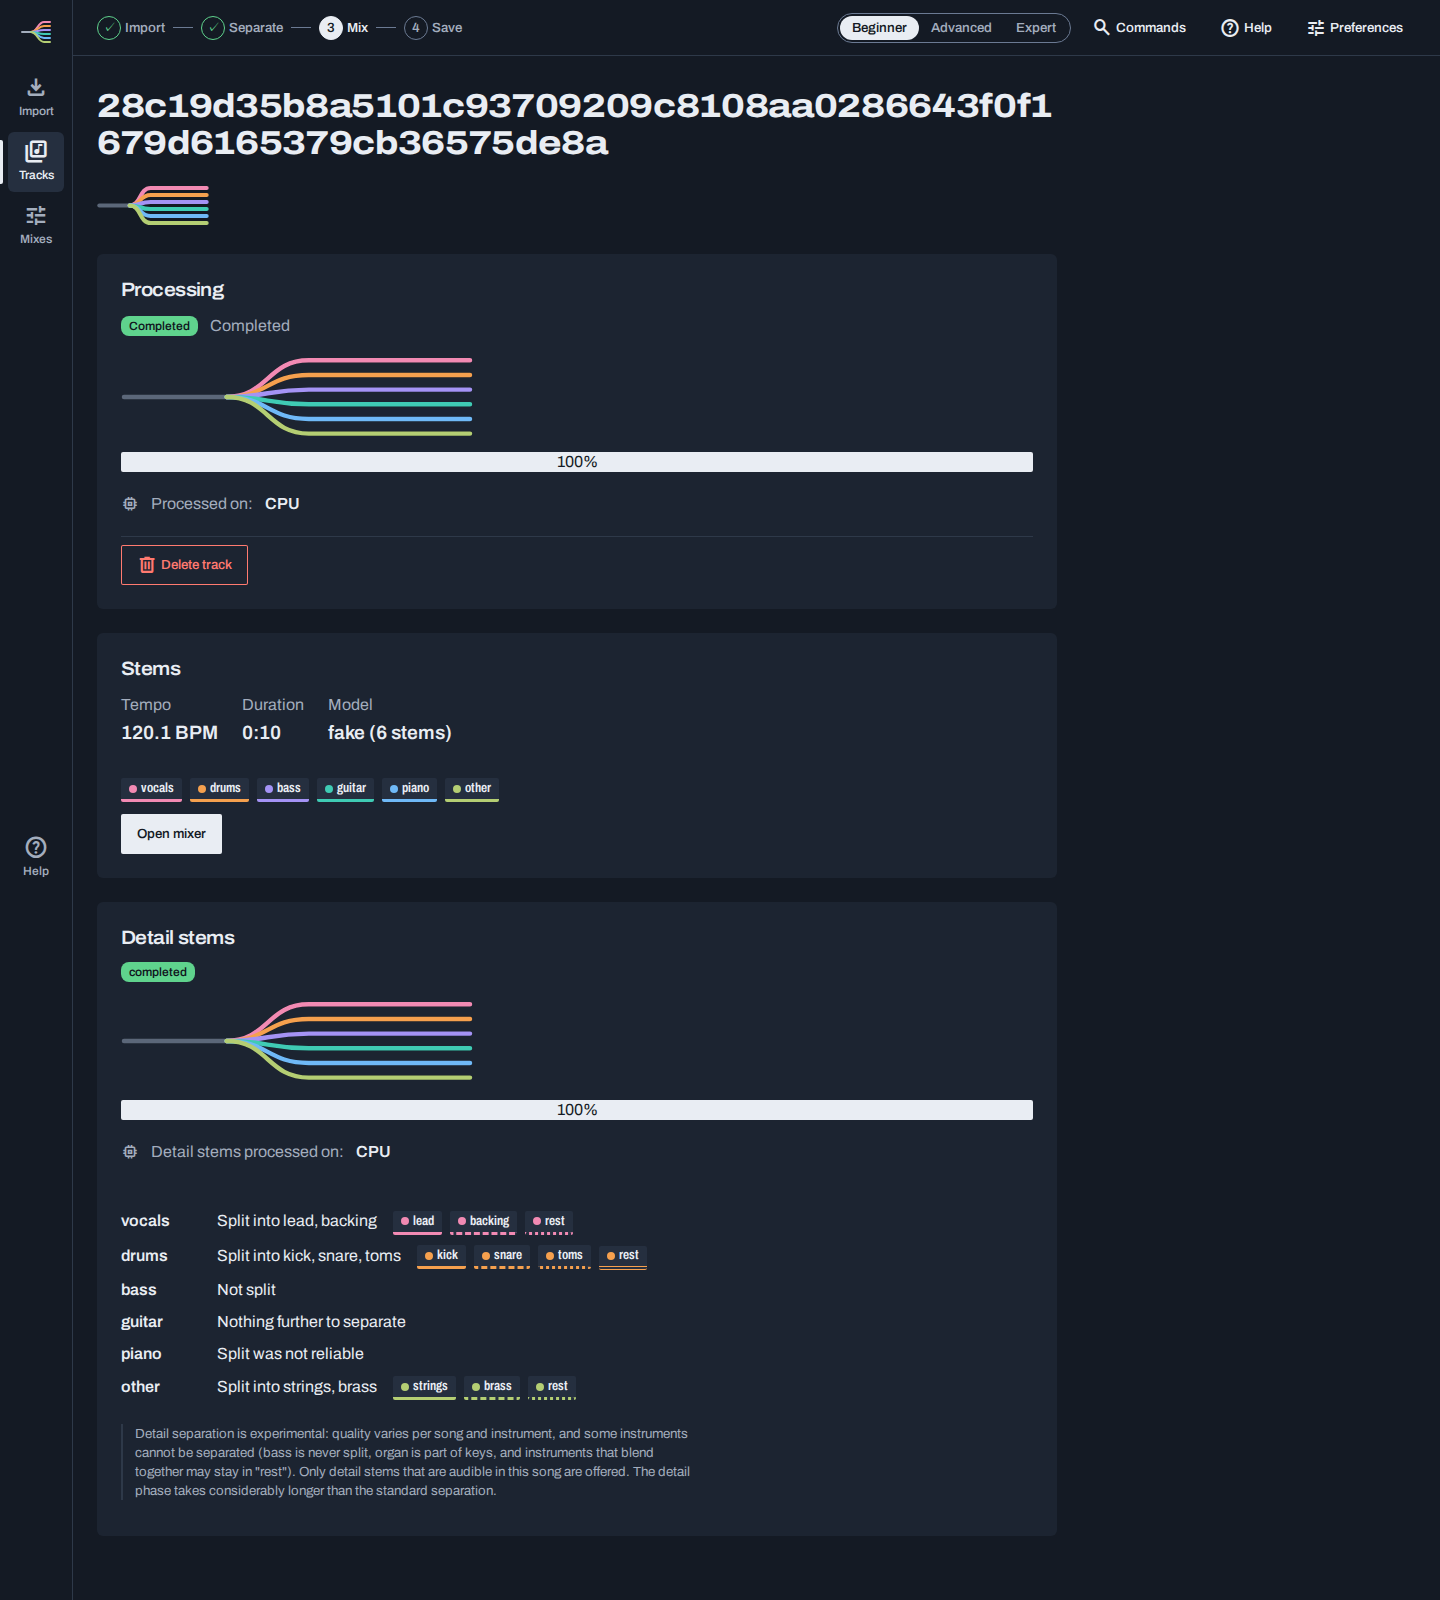 Import
Separate
3 Mix
4 Save
Beginner
Advanced
Expert
Commands
Help
Preferences
Import
Tracks
Mixes
Help
28c19d35b8a5101c93709209c8108aa0286643f0f1
679d6165379cb36575de8a
Processing
Completed Completed
100%
Processed on: CPU
Delete track
Stems
Tempo Duration Model
120.1 BPM 0:10 fake (6 stems)
vocals drums bass guitar piano other
Open mixer
Detail stems
completed
100%
Detail stems processed on: CPU
vocals Split into lead, backing lead backing rest
drums Split into kick, snare, toms kick snare toms rest
bass Not split
guitar Nothing further to separate
piano Split was not reliable
other Split into strings, brass strings brass rest
Detail separation is experimental: quality varies per song and instrument, and some instruments
cannot be separated (bass is never split, organ is part of keys, and instruments that blend
together may stay in "rest"). Only detail stems that are audible in this song are offered. The detail
phase takes considerably longer than the standard separation.